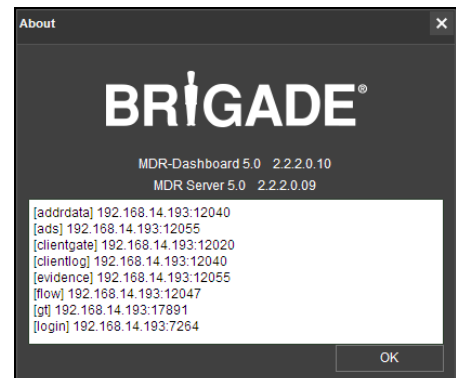 About
BRIGADE®
MDR-Dashboard 5.0 2.2.2.0.10
MDR Server 5.0 2.2.2.0.09
[addrdata] 192.168.14.193:12040
[ads] 192.168.14.193:12055
[clientgate] 192.168.14.193:12020
[clientlog] 192.168.14.193:12040
[evidence] 192.168.14.193:12055
[flow] 192.168.14.193:12047
[gt] 192.168.14.193:17891
[login] 192.168.14.193:7264
OK